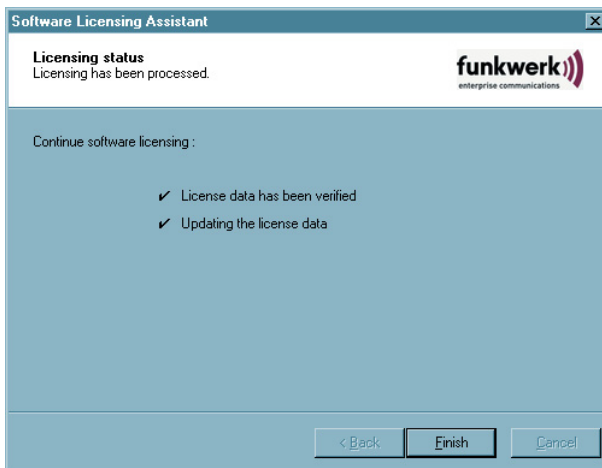 Software Licensing Assistant
Licensing status
Licensing has been processed.
funkwerk
enterprise communications
Continue software licensing :
✔ License data has been verified
✔ Updating the license data
< Back
Finish
Cancel